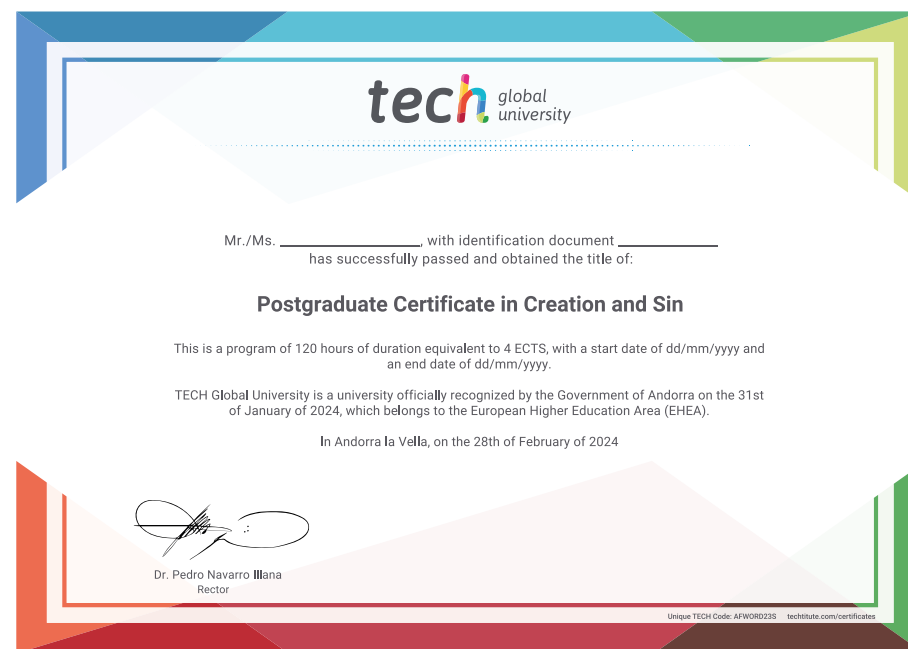 tech global university
Mr./Ms. ____________, with identification document ____________
has successfully passed and obtained the title of:
Postgraduate Certificate in Creation and Sin
This is a program of 120 hours of duration equivalent to 4 ECTS, with a start date of dd/mm/yyyy and
an end date of dd/mm/yyyy.
TECH Global University is a university officially recognized by the Government of Andorra on the 31st
of January of 2024, which belongs to the European Higher Education Area (EHEA).
In Andorra la Vella, on the 28th of February of 2024
Dr. Pedro Navarro Illana
Rector
Unique TECH Code: AFWORD23S techtitute.com/certificates